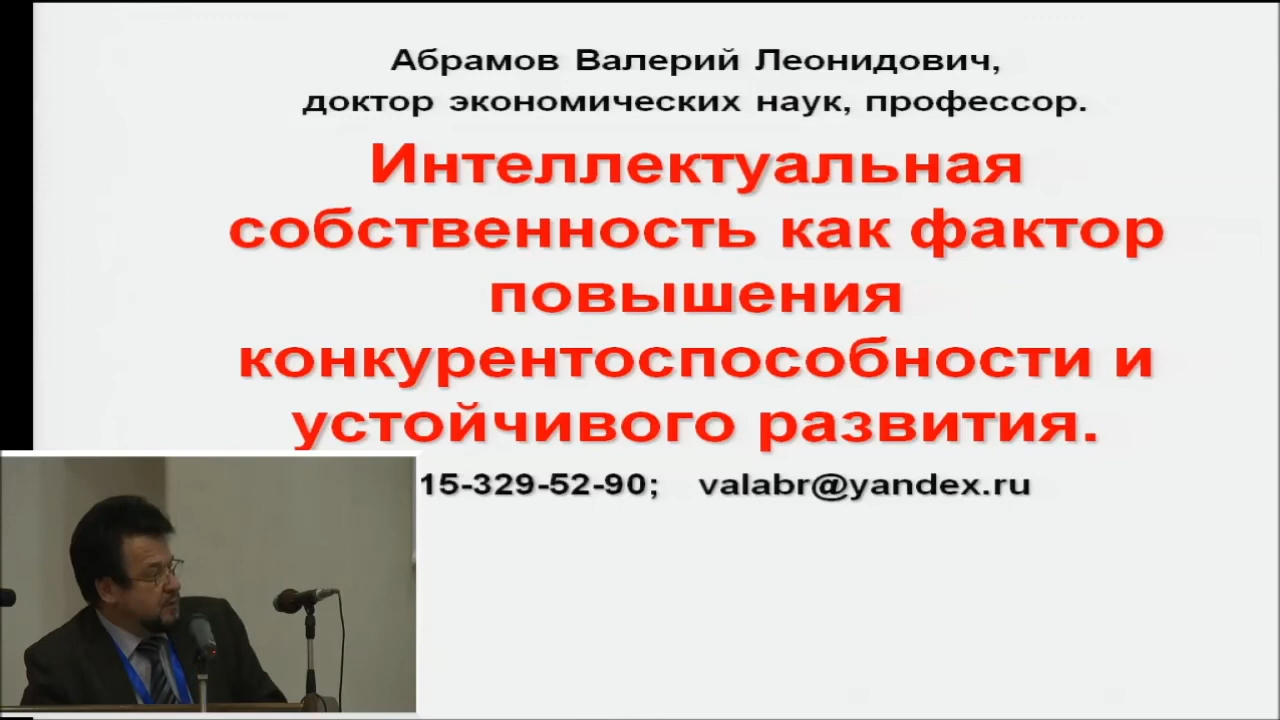 Абрамов Валерий Леонидович,
доктор экономических наук, профессор.
Интеллектуальная
собственность как фактор
повышения
конкурентоспособности и
устойчивого развития.
15-329-52-90; valabr@yandex.ru